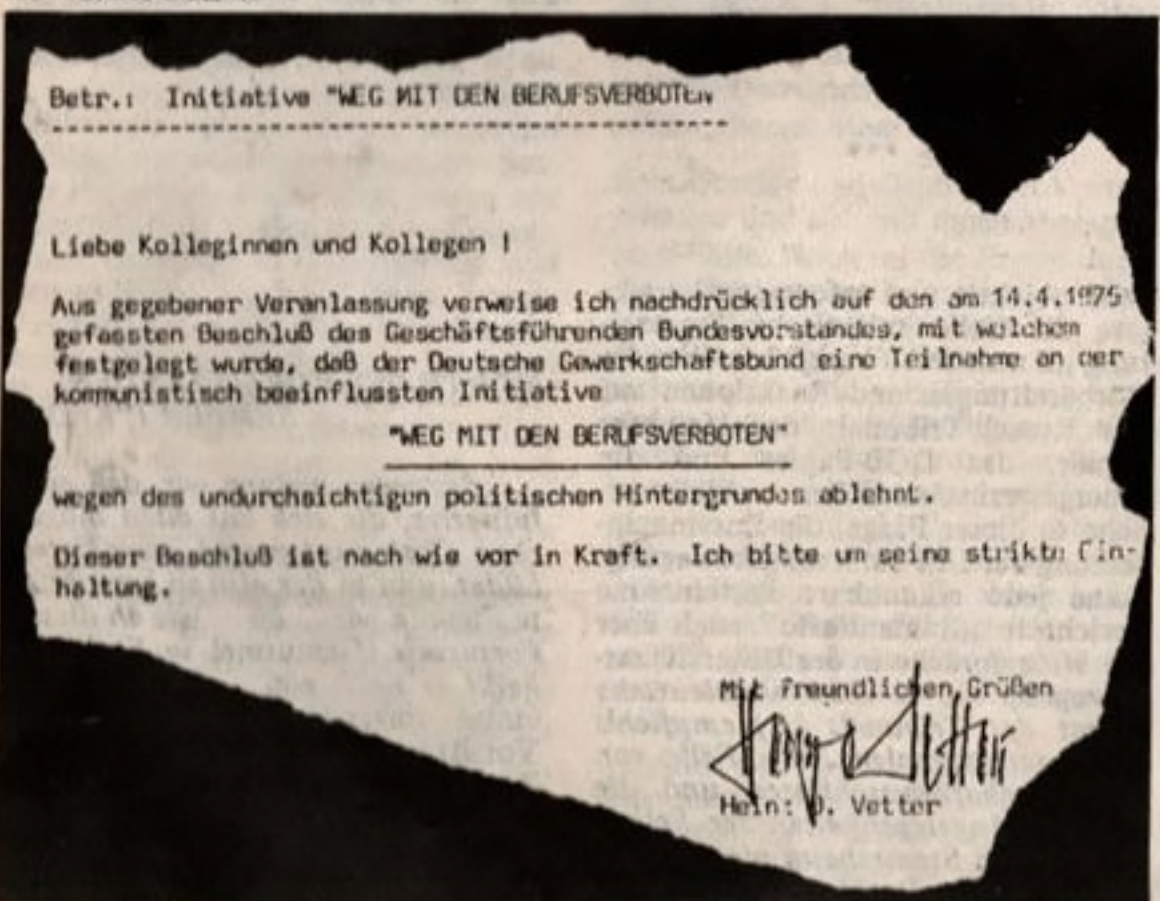 Betr.: Initiative "WEG MIT DEN BERUFSVERBOTEN
Liebe Kolleginnen und Kollegen !
Aus gegebener Veranlassung verweise ich nachdrücklich auf den am 14.4.1975
gefassten Beschluß des Geschäftsführenden Bundesvorstandes, mit welchem
festgelegt wurde, daß der Deutsche Gewerkschaftsbund eine Teilnahme an der
kommunistisch beeinflussten Initiative
"WEG MIT DEN BERUFSVERBOTEN"
wegen des undurchsichtigen politischen Hintergrundes ablehnt.
Dieser Beschluß ist nach wie vor in Kraft. Ich bitte um seine strikte Ein-
haltung.
Mit freundlichen Grüßen
Heinz O. Vetter